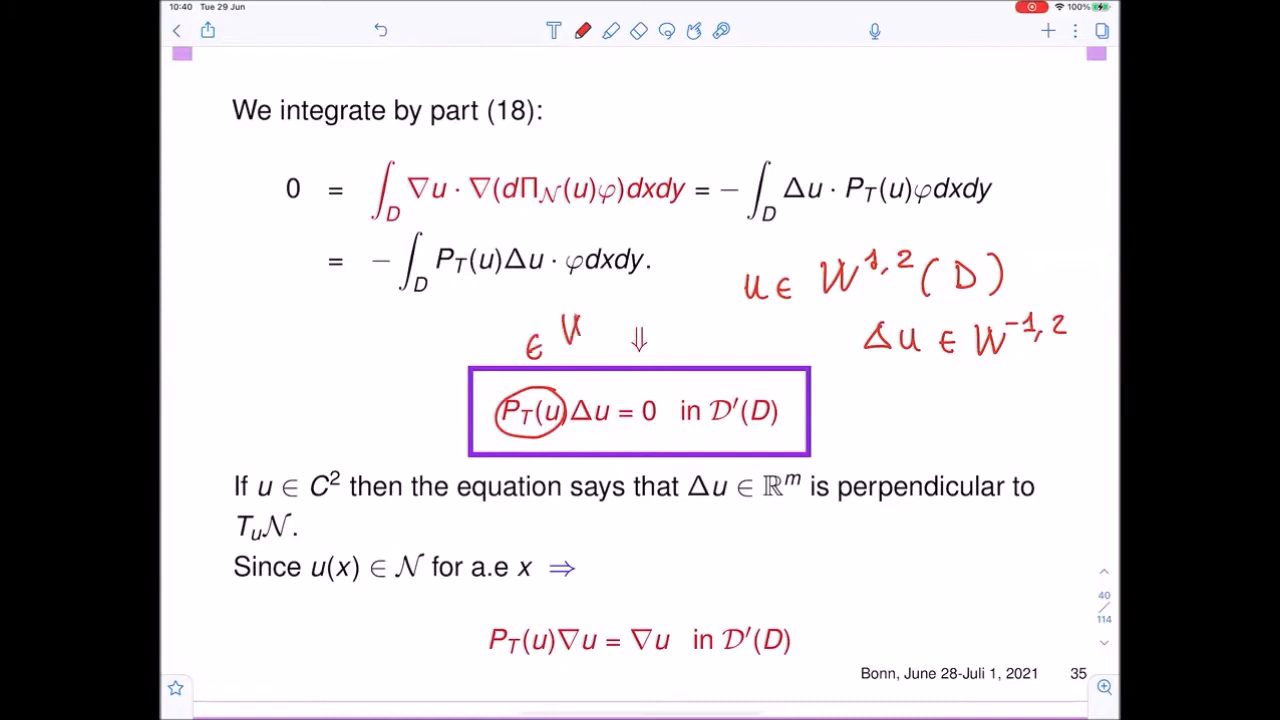 10:40 Tue 29 Jun 100%
We integrate by part (18):
0 = ∫_D ∇u · ∇(dΠ_𝒩(u)φ)dxdy = − ∫_D Δu · P_T(u)φdxdy
= − ∫_D P_T(u)Δu · φdxdy.
u ∈ W^{1,2}(D)
Δu ∈ W^{-1,2}
∈
⇓
P_T(u)Δu = 0 in 𝒟′(D)
If u ∈ C² then the equation says that Δu ∈ ℝᵐ is perpendicular to
T_u𝒩.
Since u(x) ∈ 𝒩 for a.e x ⇒
P_T(u)∇u = ∇u in 𝒟′(D)
Bonn, June 28-Juli 1, 2021 35
40
/
114